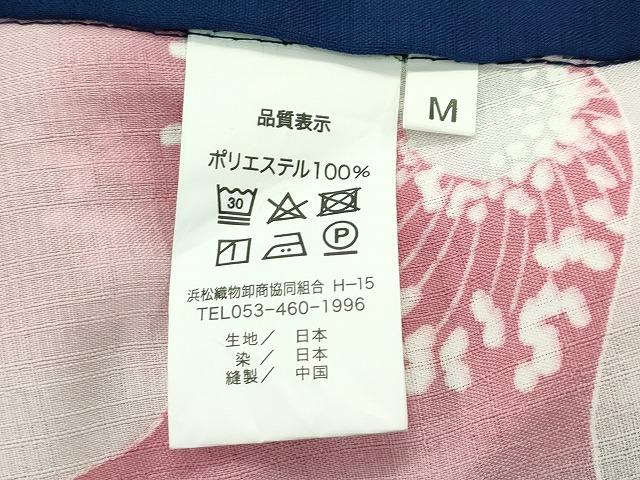 M
品質表示
ポリエステル100%
30
1
P
浜松織物卸商協同組合 H-15
TEL053-460-1996
生地/ 日本
染/ 日本
縫製/ 中国